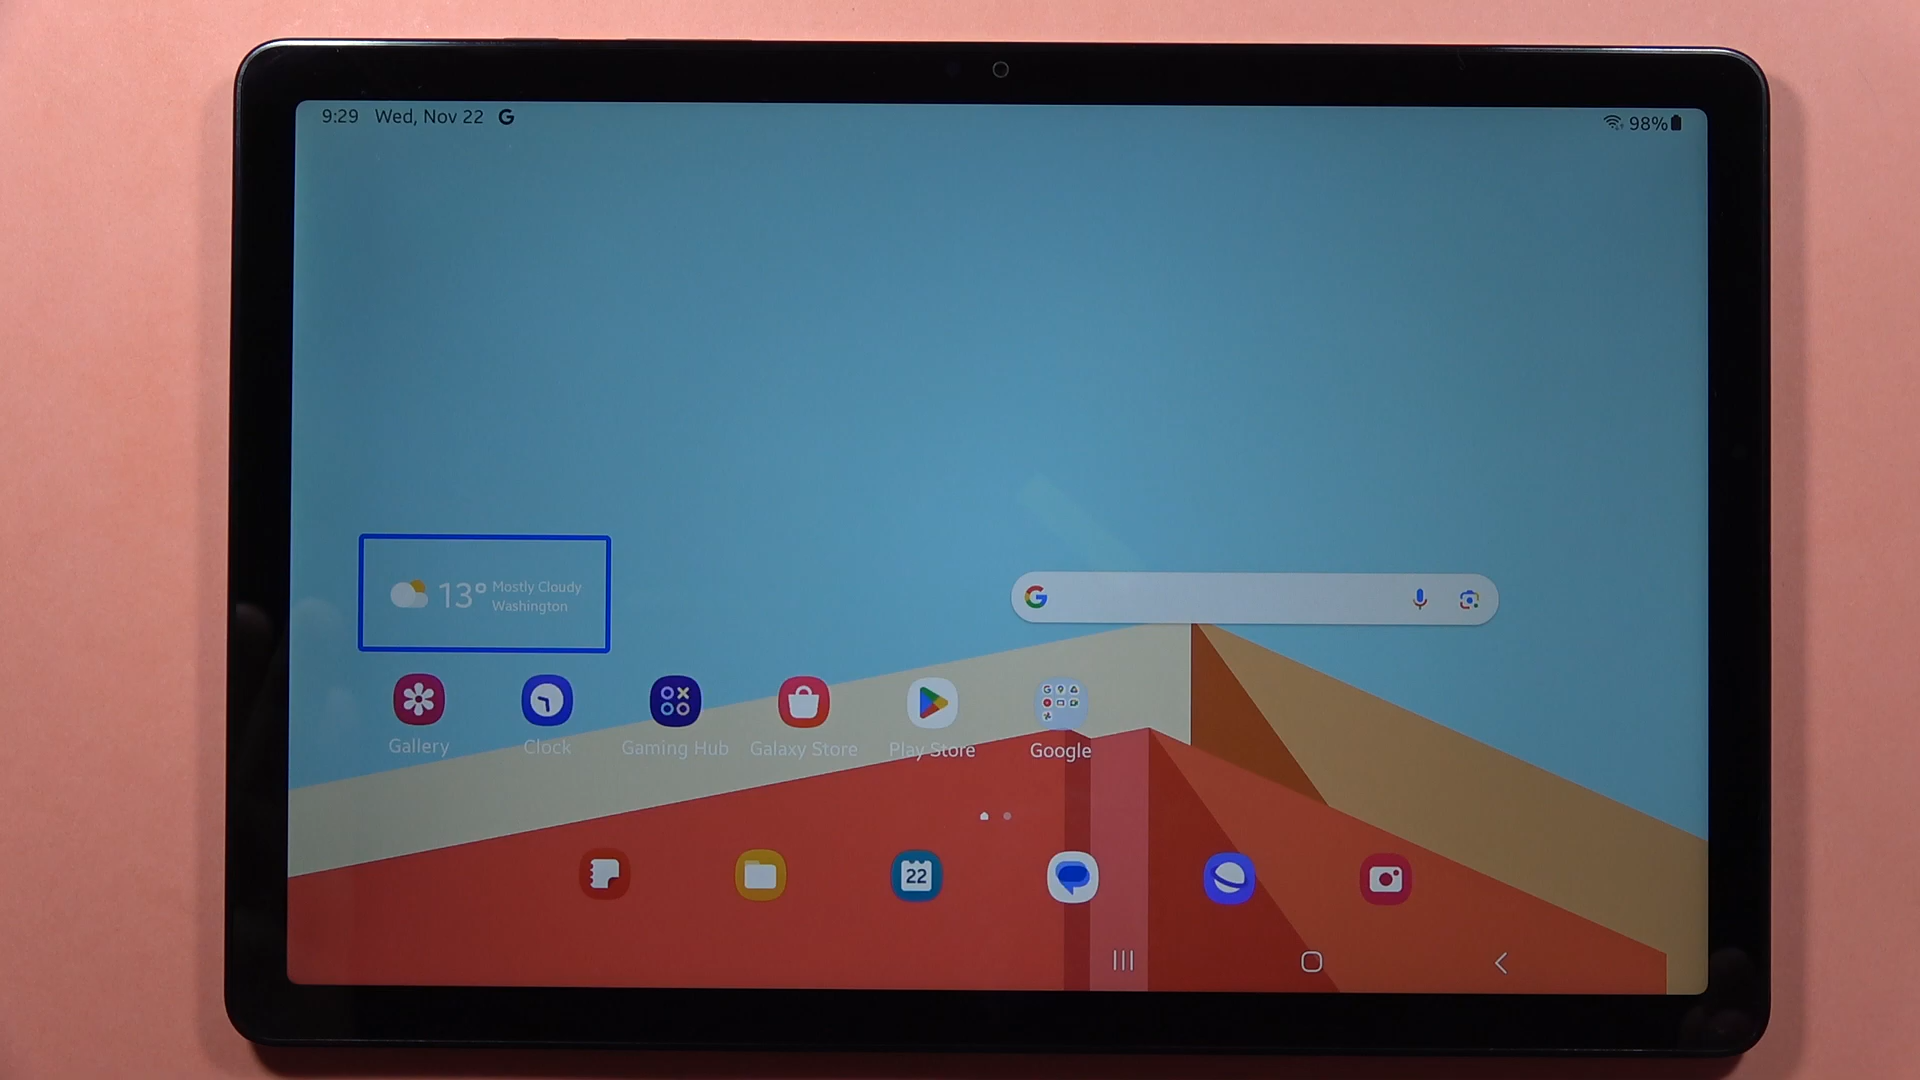 9:29 Wed, Nov 22 G
98%
13° Mostly Cloudy
Washington
G
Gallery Clock Gaming Hub Galaxy Store Play Store Google
22